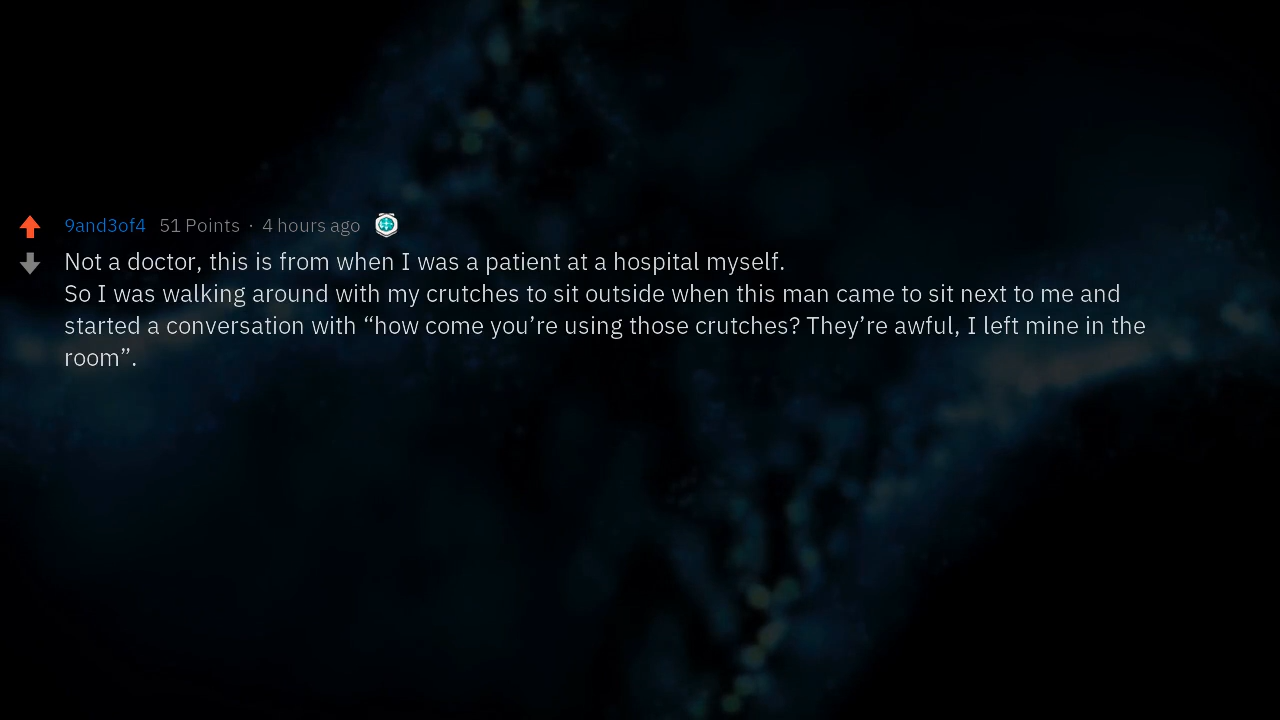 9and3of4 51 Points · 4 hours ago
Not a doctor, this is from when I was a patient at a hospital myself.
So I was walking around with my crutches to sit outside when this man came to sit next to me and
started a conversation with “how come you’re using those crutches? They’re awful, I left mine in the
room”.